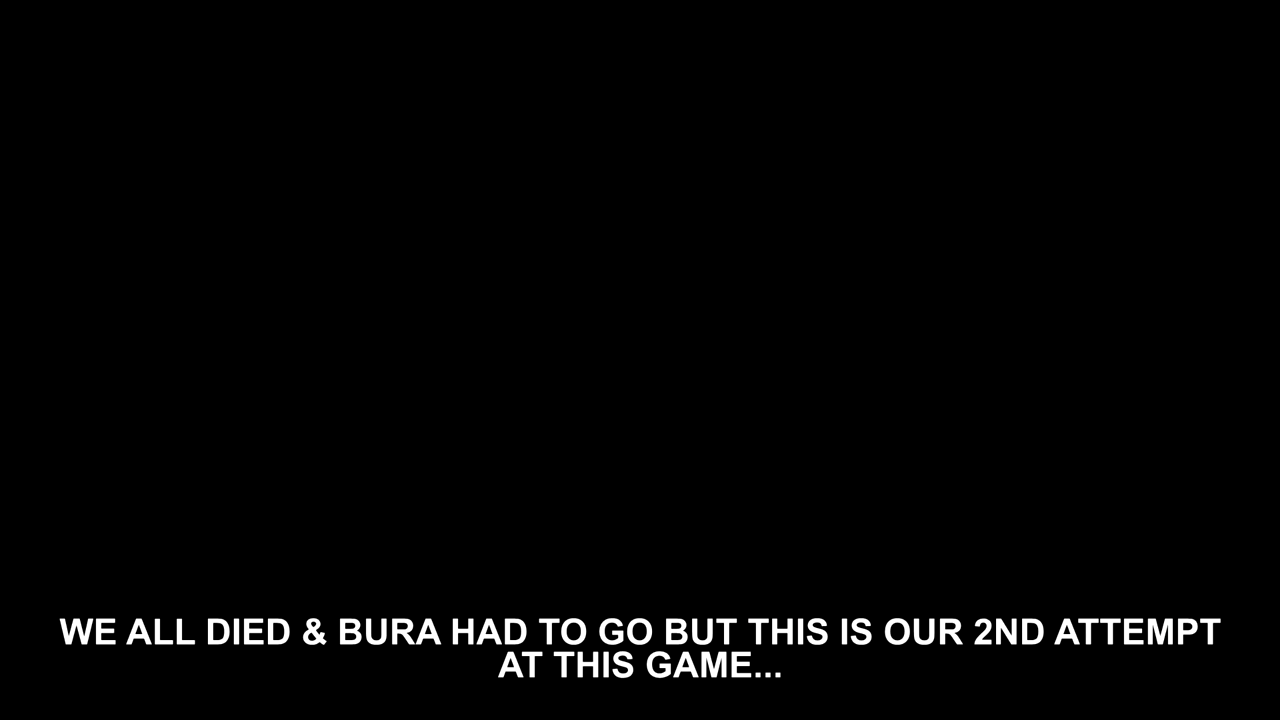 WE ALL DIED & BURA HAD TO GO BUT THIS IS OUR 2ND ATTEMPT
AT THIS GAME...